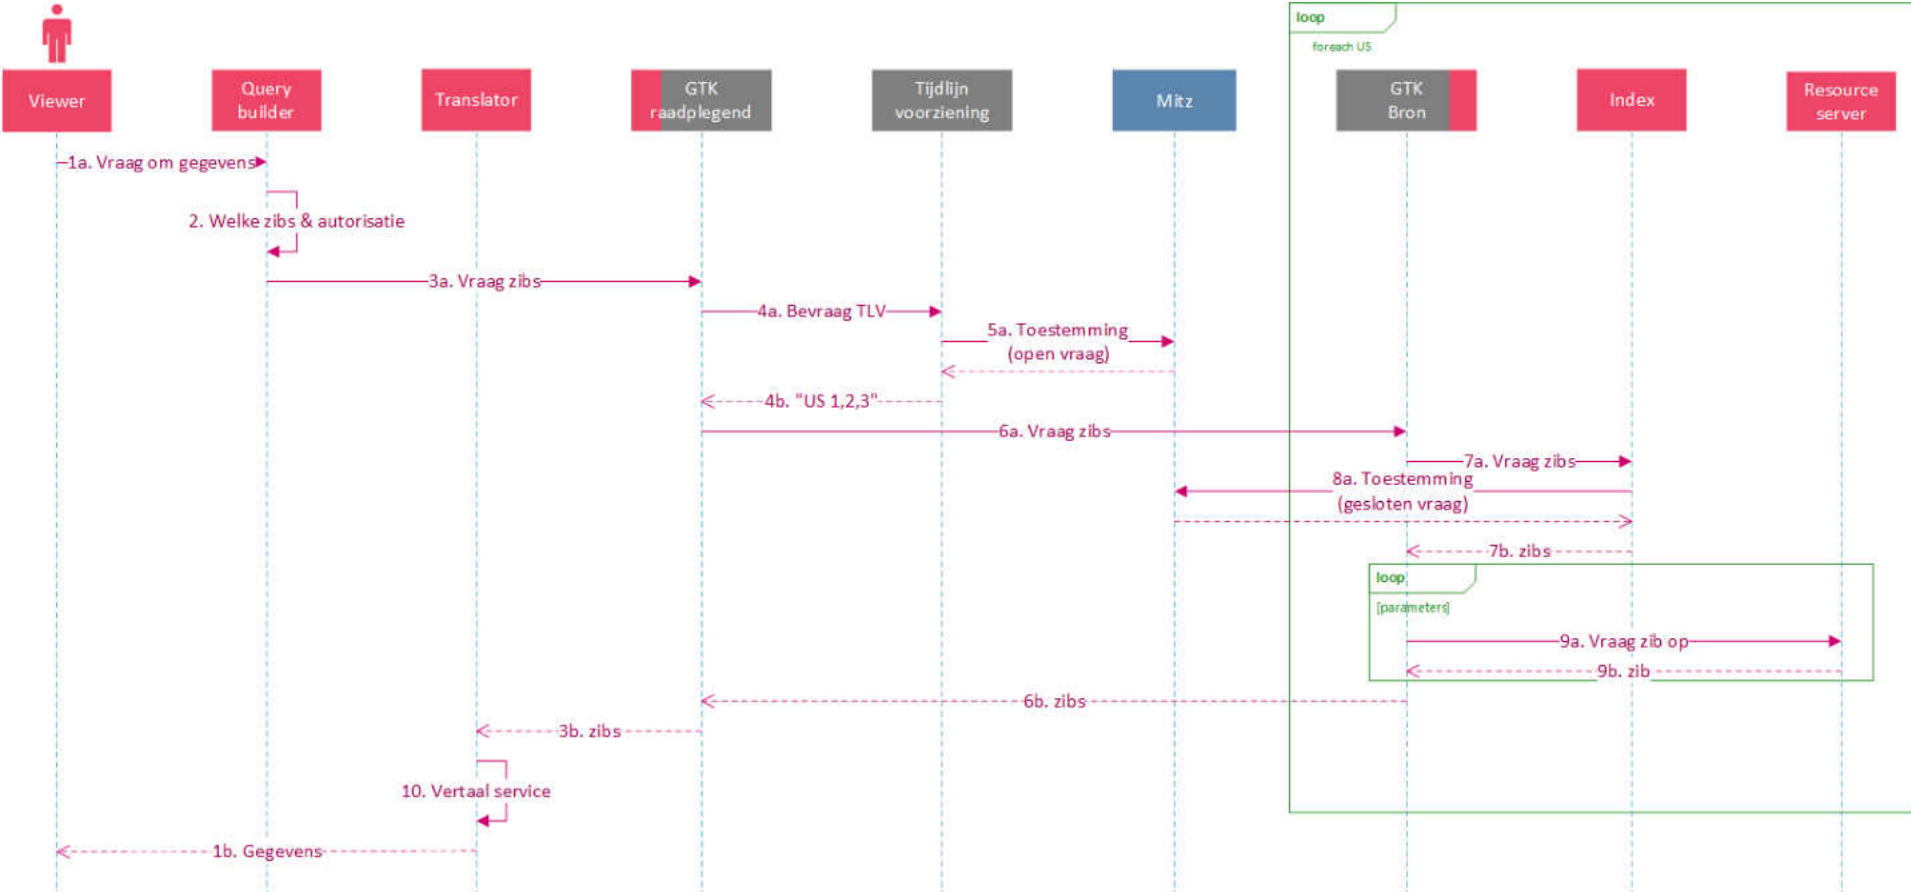 loop
foreach US
Viewer
Query
builder
Translator
GTK
raadplegend
Tijdlijn
voorziening
Mitz
GTK
Bron
Index
Resource
server
1a. Vraag om gegevens
2. Welke zibs & autorisatie
3a. Vraag zibs
4a. Bevraag TLV
5a. Toestemming
(open vraag)
4b. "US 1,2,3"
6a. Vraag zibs
7a. Vraag zibs
8a. Toestemming
(gesloten vraag)
7b. zibs
loop
[parameters]
9a. Vraag zib op
9b. zib
6b. zibs
3b. zibs
10. Vertaal service
1b. Gegevens